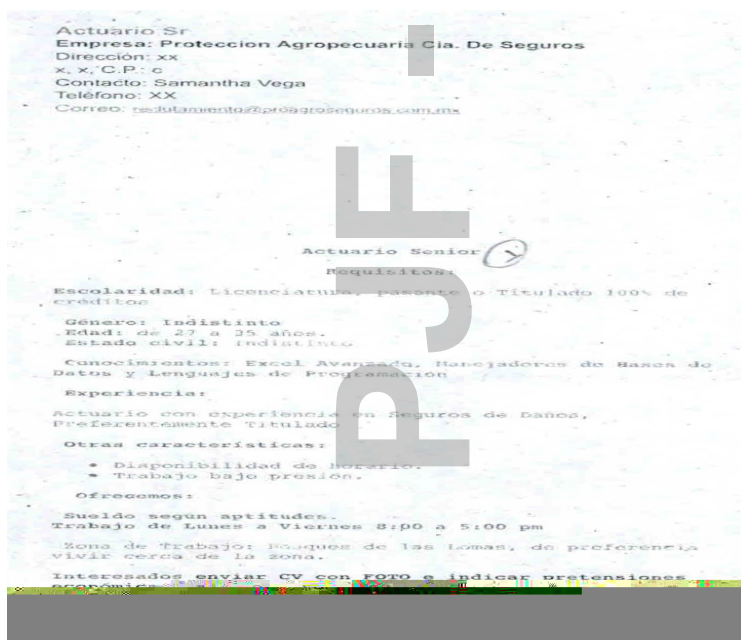 Actuario Sr
Empresa: Proteccion Agropecuaria Cia. De Seguros
Dirección: xx
x, x, C.P.: c
Contacto: Samantha Vega
Teléfono: XX
Correo: reclutamiento@proagroseguros.com.mx
PJF -
Actuario Senior
Requisitos:
Escolaridad: Licenciatura, pasante o Titulado 100% de
créditos
Género: Indistinto
Edad: de 27 a 35 años.
Estado civil: Indistinto
Conocimientos: Excel Avanzado, Manejadores de Bases de
Datos y Lenguajes de Programación
Experiencia:
Actuario con experiencia en Seguros de Daños,
Preferentemente Titulado
Otras características:
• Disponibilidad de horario.
• Trabajo bajo presión.
Ofrecemos:
Sueldo según aptitudes.
Trabajo de Lunes a Viernes 8:00 a 5:00 pm
Zona de Trabajo: Bosques de las Lomas, de preferencia
vivir cerca de la zona.
Interesados enviar CV con FOTO e indicar pretensiones